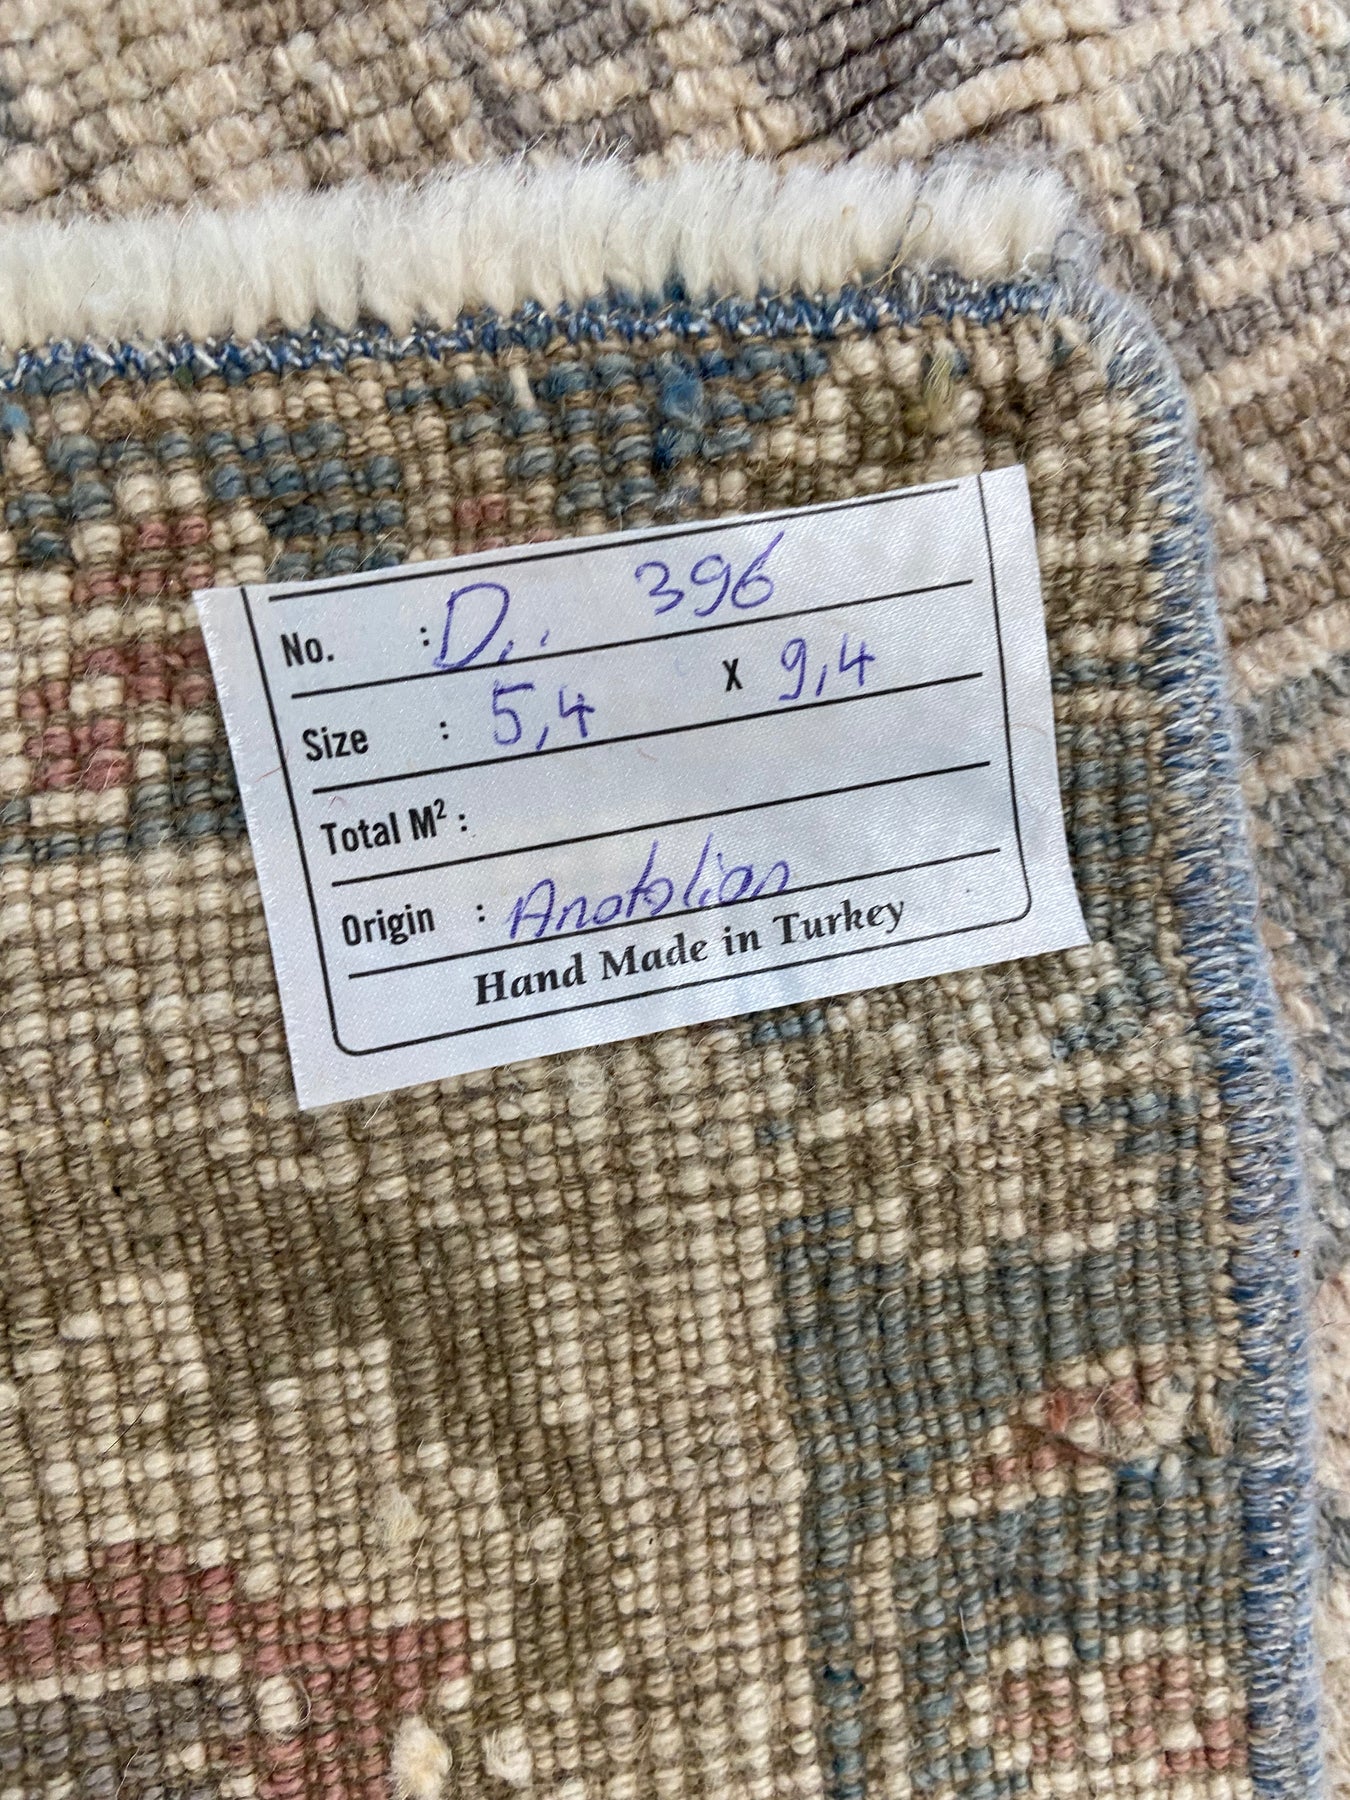 No. : D.. 396
Size : 5,4 X 9,4
Total M² :
Origin : Anatolian
Hand Made in Turkey